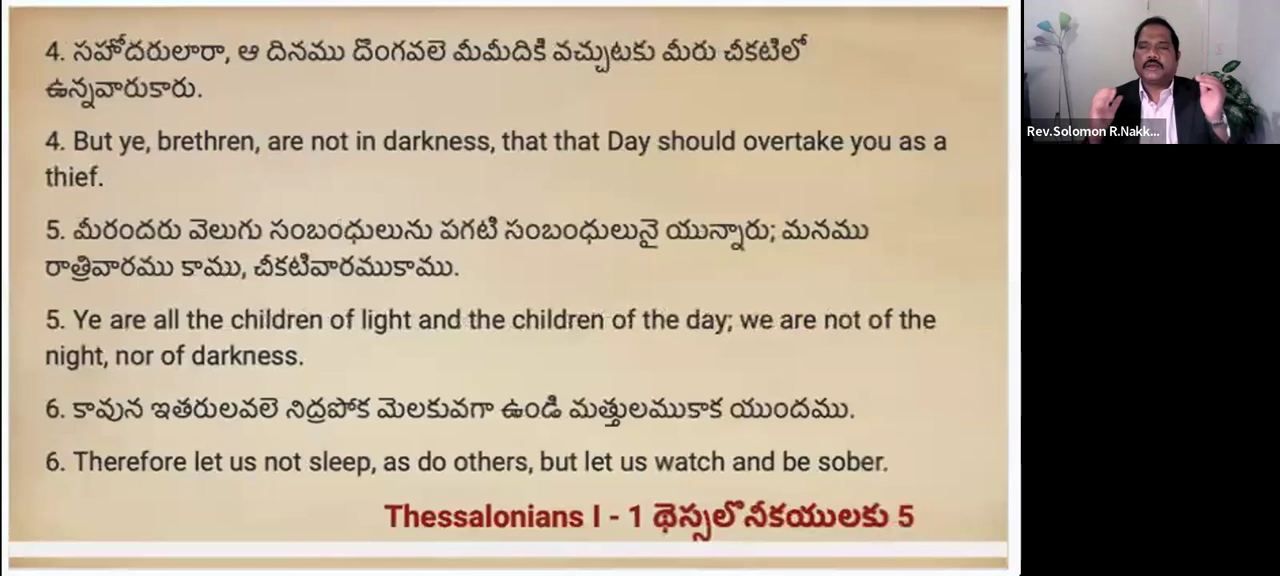 4. సహోదరులారా, ఆ దినము దొంగవలె మీమీదికి వచ్చుటకు మీరు చీకటిలో
ఉన్నవారుకారు.
4. But ye, brethren, are not in darkness, that that Day should overtake you as a
thief.
5. మీరందరు వెలుగు సంబంధులును పగటి సంబంధులునై యున్నారు; మనము
రాత్రివారము కాము, చీకటివారముకాము.
5. Ye are all the children of light and the children of the day; we are not of the
night, nor of darkness.
6. కావున ఇతరులవలె నిద్రపోక మెలకువగా ఉండి మత్తులముకాక యుందము.
6. Therefore let us not sleep, as do others, but let us watch and be sober.
Thessalonians I - 1 థెస్సలొనీకయులకు 5
Rev.Solomon R.Nakk...